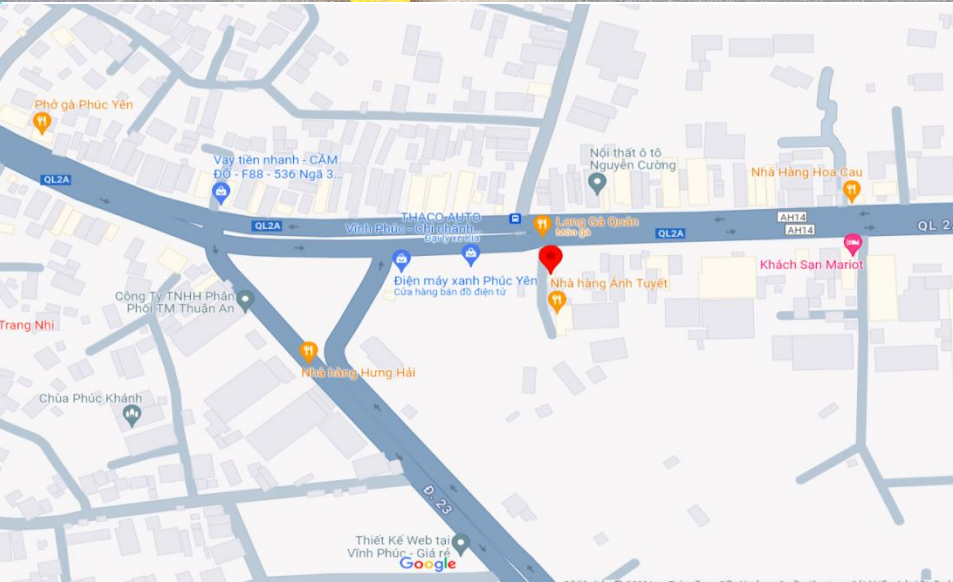 Phở gà Phúc Yên
QL2A
Vay tiền nhanh - CẦM
ĐỒ - F88 - 536 Ngã 3...
Nội thất ô tô
Nguyễn Cường
Nhà Hàng Hoa Cau
QL2A
THACO AUTO
Vĩnh Phúc - Chi nhánh...
Đại lý xe Kia
Long Gà Quán
Món gà
QL2A
AH14
AH14
QL 2
Điện máy xanh Phúc Yên
Cửa hàng bán đồ điện tử
Nhà hàng Ánh Tuyết
Khách Sạn Mariot
Công Ty TNHH Phân
Phối TM Thuận An
Trang Nhi
Nhà hàng Hưng Hải
Chùa Phúc Khánh
Đ. 23
Thiết Kế Web tại
Vĩnh Phúc - Giá rẻ
Google